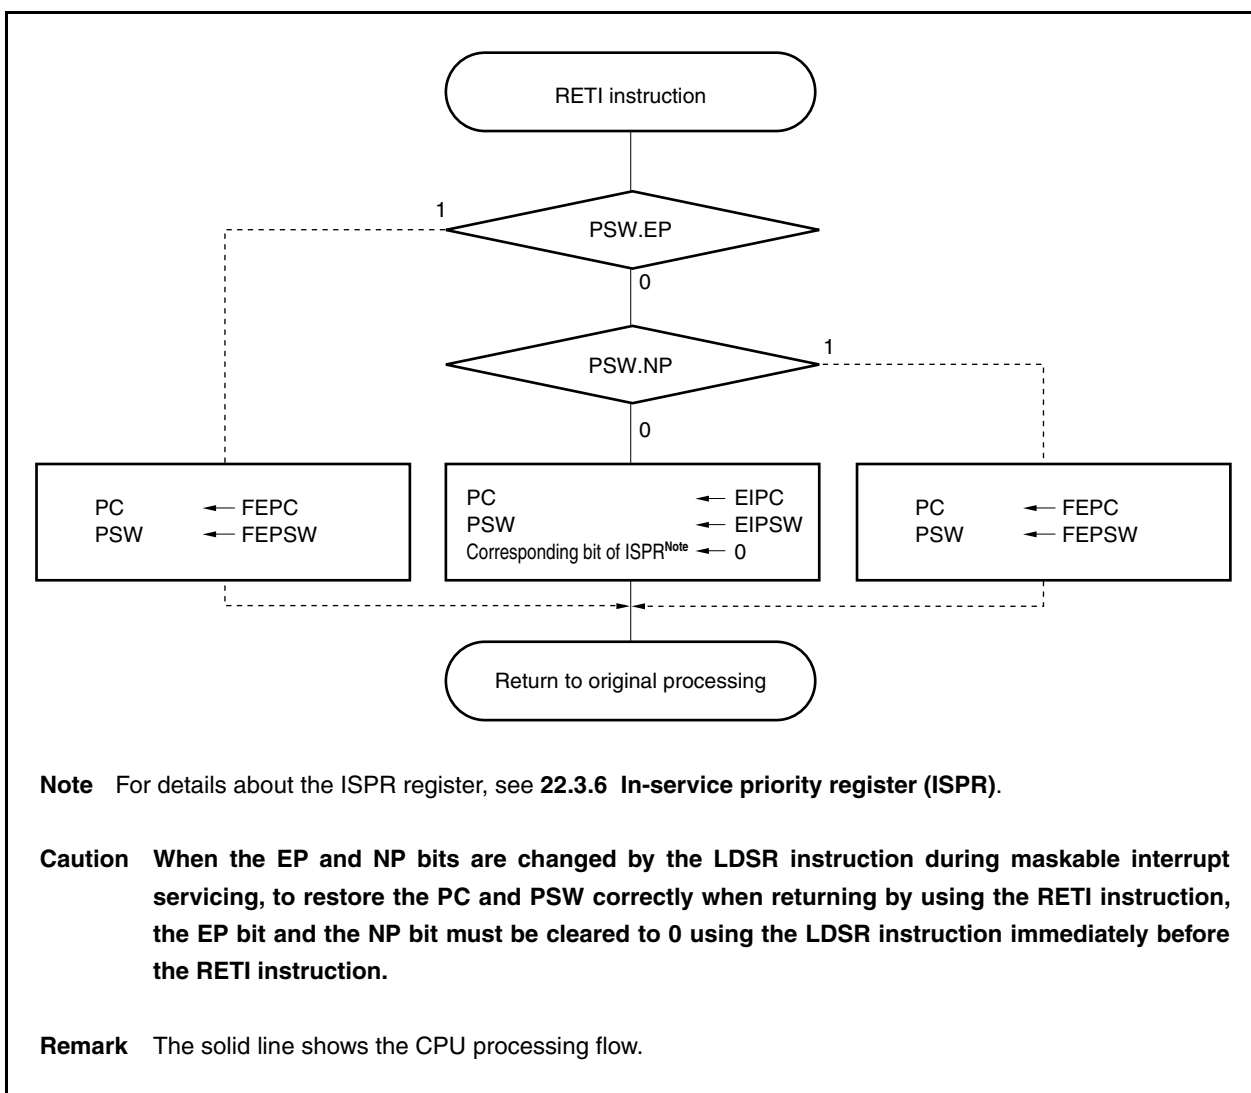 RETI instruction
1
PSW.EP
0
PSW.NP
1
0
PC ← FEPC
PSW ← FEPSW
PC ← EIPC
PSW ← EIPSW
Corresponding bit of ISPRNote ← 0
PC ← FEPC
PSW ← FEPSW
Return to original processing
Note For details about the ISPR register, see 22.3.6 In-service priority register (ISPR).
Caution When the EP and NP bits are changed by the LDSR instruction during maskable interrupt
servicing, to restore the PC and PSW correctly when returning by using the RETI instruction,
the EP bit and the NP bit must be cleared to 0 using the LDSR instruction immediately before
the RETI instruction.
Remark The solid line shows the CPU processing flow.